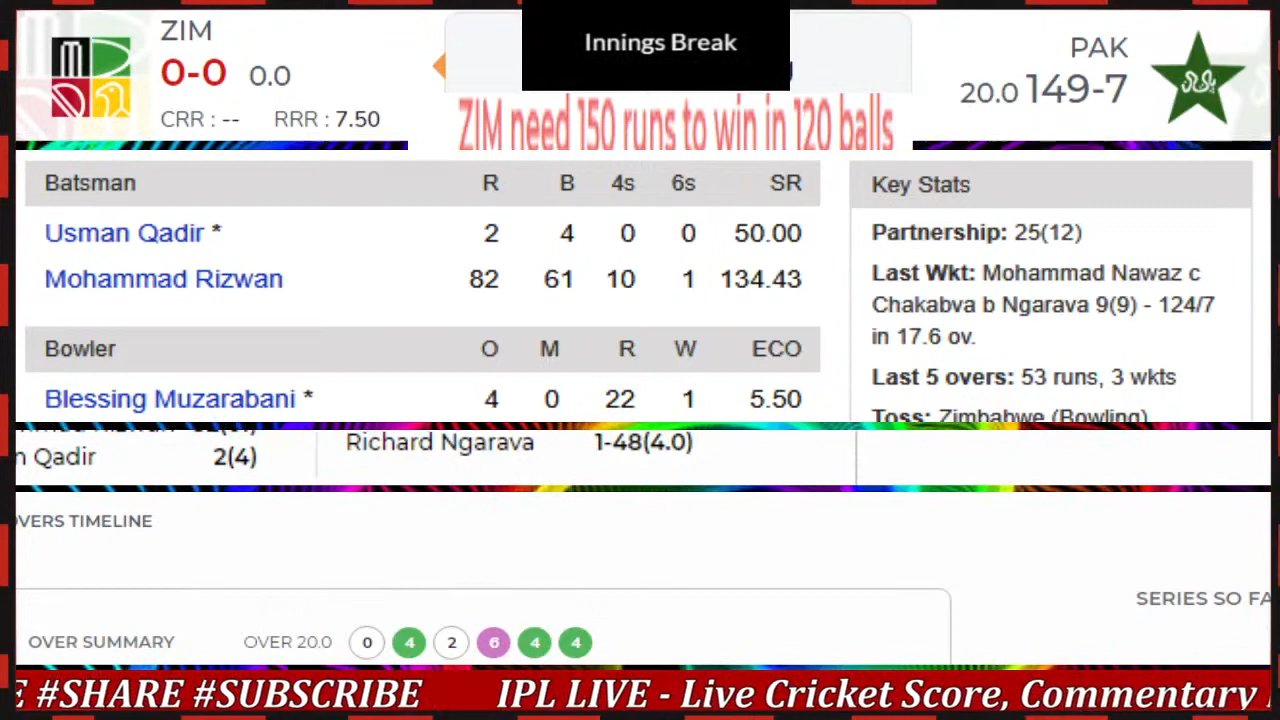 ZIM
0-0 0.0
CRR : -- RRR : 7.50
Innings Break
ZIM need 150 runs to win in 120 balls
PAK
20.0 149-7
Batsman R B 4s 6s SR
Usman Qadir * 2 4 0 0 50.00
Mohammad Rizwan 82 61 10 1 134.43
Bowler O M R W ECO
Blessing Muzarabani * 4 0 22 1 5.50
Key Stats
Partnership: 25(12)
Last Wkt: Mohammad Nawaz c
Chakabva b Ngarava 9(9) - 124/7
in 17.6 ov.
Last 5 overs: 53 runs, 3 wkts
Toss: Zimbabwe (Bowling)
n Qadir 2(4)
Richard Ngarava 1-48(4.0)
OVERS TIMELINE
SERIES SO FA
OVER SUMMARY OVER 20.0 0 4 2 6 4 4
E #SHARE #SUBSCRIBE IPL LIVE - Live Cricket Score, Commentary